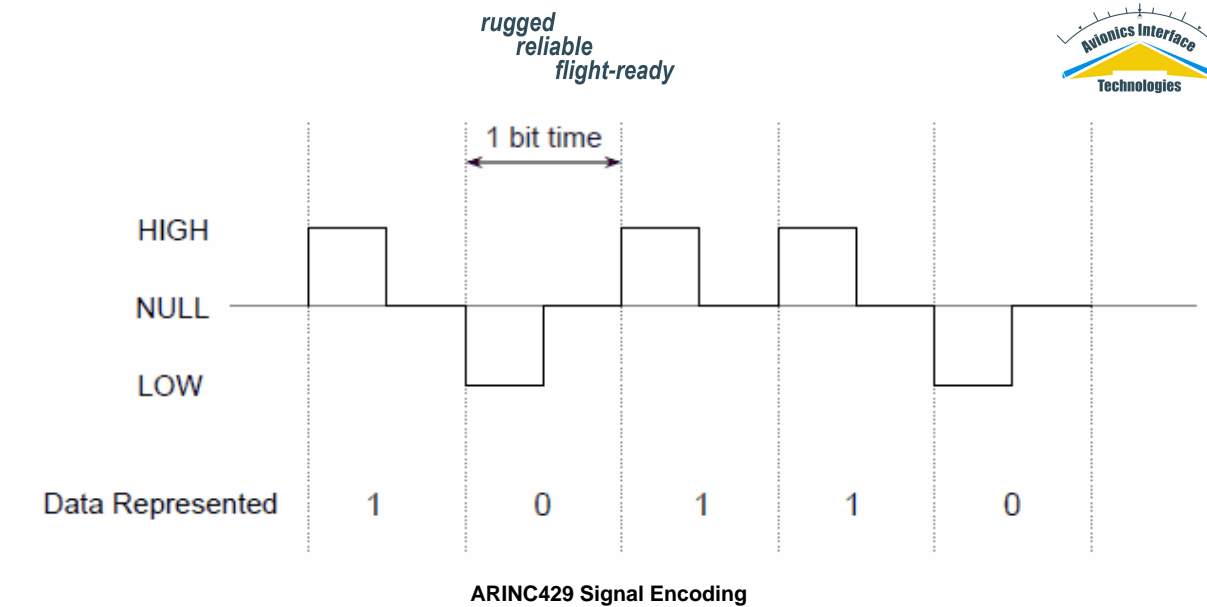 rugged
reliable
flight-ready
Avionics Interface
Technologies
1 bit time
HIGH
NULL
LOW
Data Represented 1 0 1 1 0
ARINC429 Signal Encoding